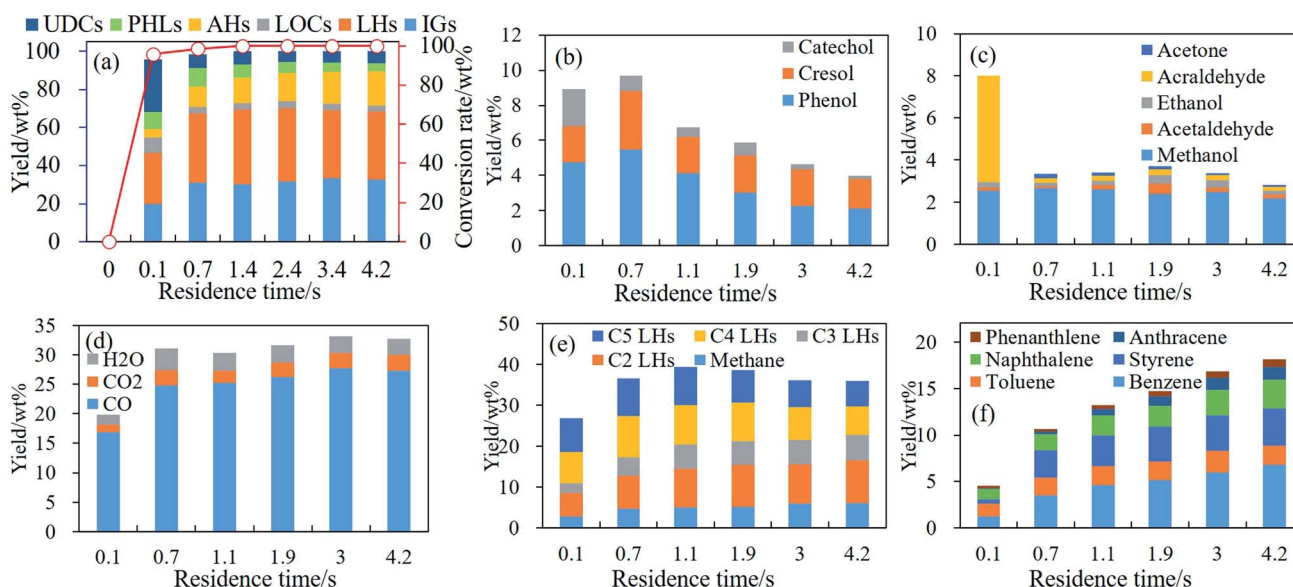 UDCs PHLs AHs LOCs LHs IGs
(a)
100
80
60
40
20
0
Yield/wt%
100
80
60
40
20
0
Conversion rate/wt%
0 0.1 0.7 1.4 2.4 3.4 4.2
Residence time/s
(b)
Catechol
Cresol
Phenol
12
10
8
6
4
2
0
Yield/wt%
0.1 0.7 1.1 1.9 3 4.2
Residence time/s
(c)
Acetone
Acraldehyde
Ethanol
Acetaldehyde
Methanol
10
8
6
4
2
0
Yield/wt%
0.1 0.7 1.1 1.9 3 4.2
Residence time/s
(d)
H2O
CO2
CO
35
30
25
20
15
10
5
0
Yield/wt%
0.1 0.7 1.1 1.9 3 4.2
Residence time/s
(e)
C5 LHs C4 LHs C3 LHs
C2 LHs Methane
50
40
30
20
10
0
Yield/wt%
0.1 0.7 1.1 1.9 3 4.2
Residence time/s
Phenanthlene Anthracene
Naphthalene Styrene
Toluene Benzene
(f)
20
15
10
5
0
Yield/wt%
0.1 0.7 1.1 1.9 3 4.2
Residence time/s